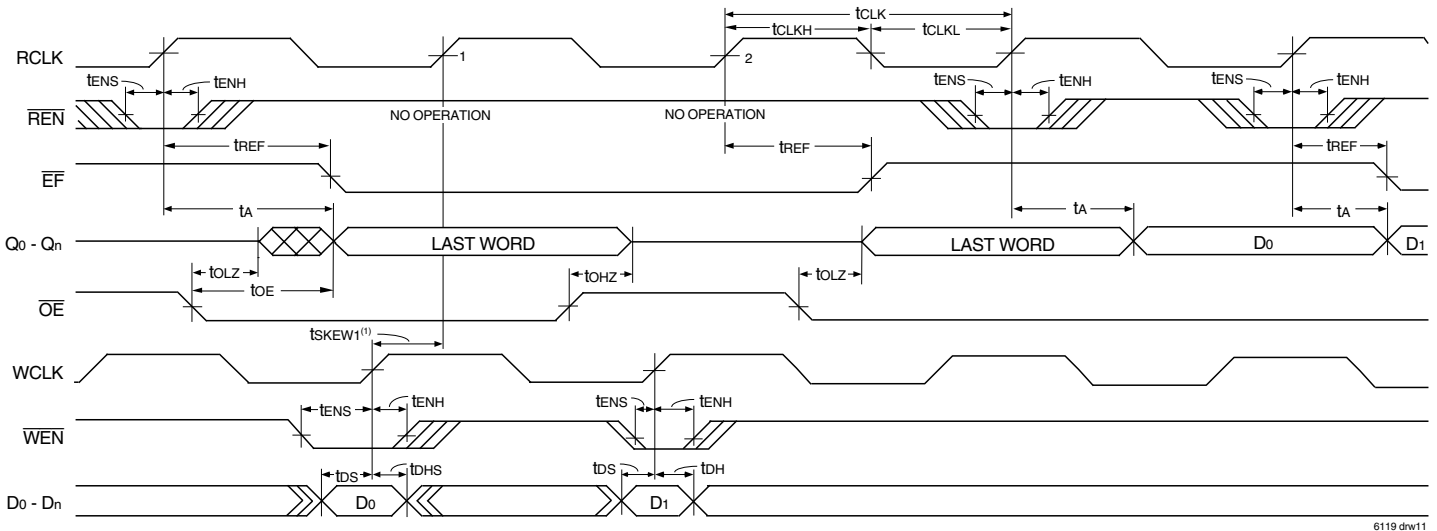 tCLK
tCLKH tCLKL
RCLK 1 2
tENS tENH tENS tENH tENS tENH
REN NO OPERATION NO OPERATION
tREF tREF tREF
EF
tA tA tA
Q0 - Qn LAST WORD LAST WORD D0 D1
tOLZ tOHZ tOLZ
tOE
OE
tSKEW1(1)
WCLK
tENS tENH tENS tENH
WEN
tDS tDHS tDS tDH
D0 - Dn D0 D1
6119 drw11